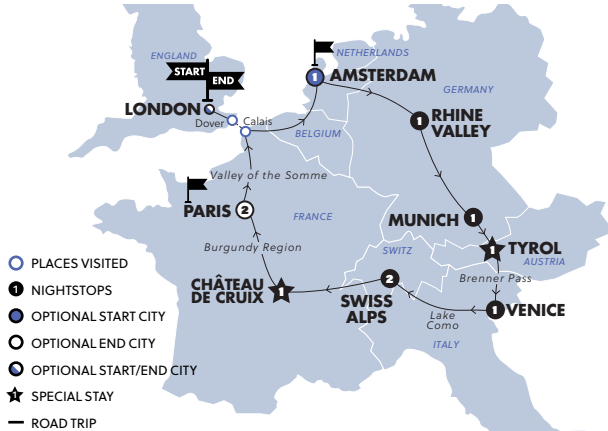 ENGLAND
NETHERLANDS
START
END
1 AMSTERDAM
GERMANY
LONDON
Dover
Calais
BELGIUM
1 RHINE
VALLEY
Valley of the Somme
PARIS 2
FRANCE
MUNICH 1
Burgundy Region
SWITZ
1 TYROL
AUSTRIA
Brenner Pass
CHÂTEAU
DE CRUIX 1
2
SWISS
ALPS
Lake
Como
1 VENICE
ITALY
PLACES VISITED
1 NIGHTSTOPS
OPTIONAL START CITY
OPTIONAL END CITY
OPTIONAL START/END CITY
1 SPECIAL STAY
ROAD TRIP